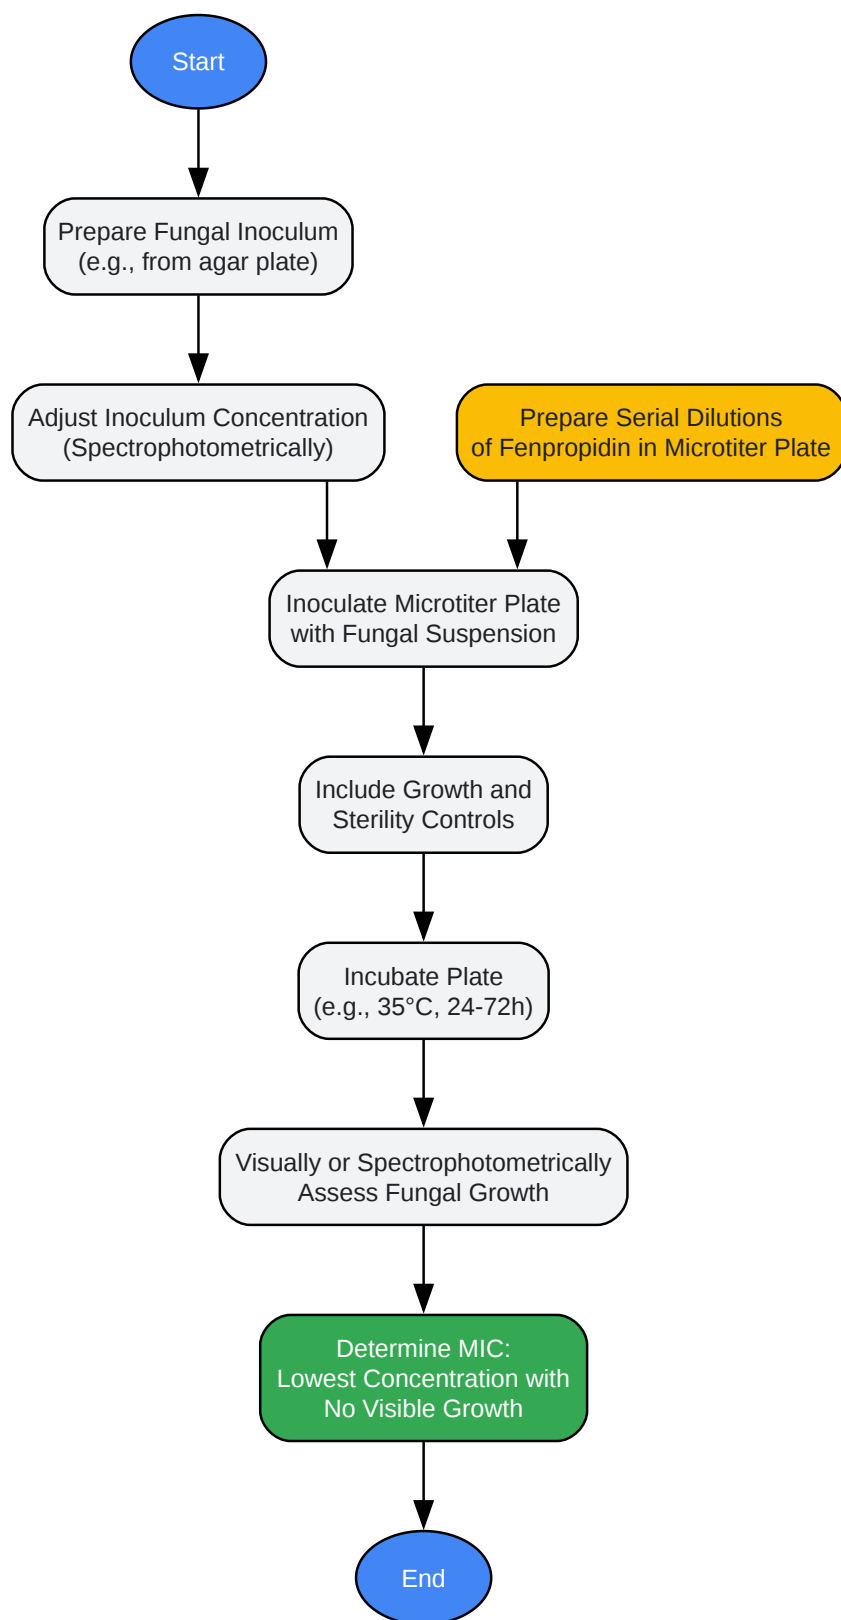 Start
Prepare Fungal Inoculum
(e.g., from agar plate)
Adjust Inoculum Concentration
(Spectrophotometrically)
Prepare Serial Dilutions
of Fenpropidin in Microtiter Plate
Inoculate Microtiter Plate
with Fungal Suspension
Include Growth and
Sterility Controls
Incubate Plate
(e.g., 35°C, 24-72h)
Visually or Spectrophotometrically
Assess Fungal Growth
Determine MIC:
Lowest Concentration with
No Visible Growth
End